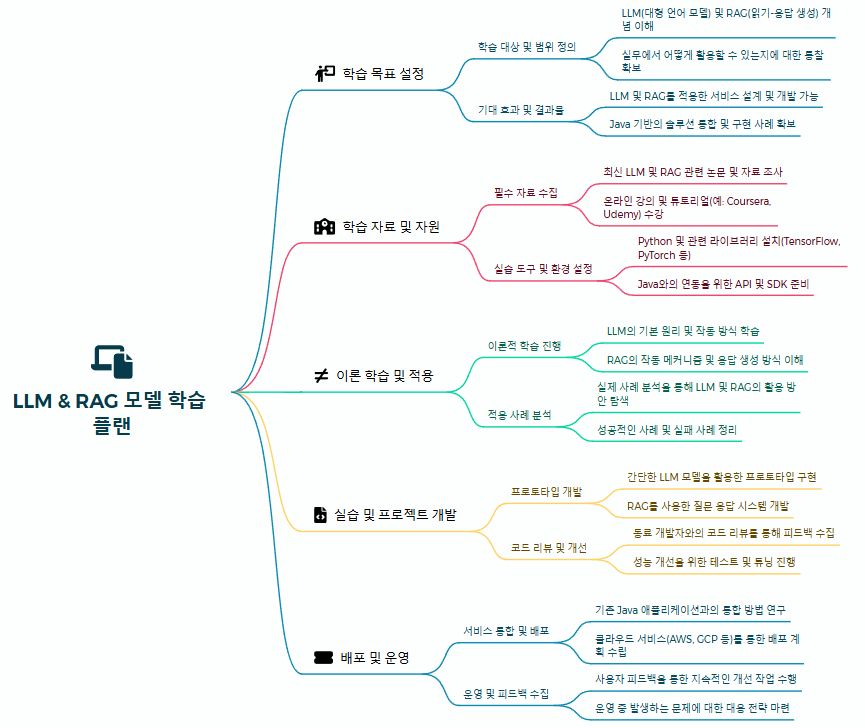 LLM & RAG 모델 학습
플랜
학습 목표 설정
학습 대상 및 범위 정의
LLM(대형 언어 모델) 및 RAG(읽기-응답 생성) 개
념 이해
실무에서 어떻게 활용할 수 있는지에 대한 통찰
확보
기대 효과 및 결과물
LLM 및 RAG를 적용한 서비스 설계 및 개발 가능
Java 기반의 솔루션 통합 및 구현 사례 확보
학습 자료 및 자원
필수 자료 수집
최신 LLM 및 RAG 관련 논문 및 자료 조사
온라인 강의 및 튜토리얼(예: Coursera,
Udemy) 수강
실습 도구 및 환경 설정
Python 및 관련 라이브러리 설치(TensorFlow,
PyTorch 등)
Java와의 연동을 위한 API 및 SDK 준비
이론 학습 및 적용
이론적 학습 진행
LLM의 기본 원리 및 작동 방식 학습
RAG의 작동 메커니즘 및 응답 생성 방식 이해
적용 사례 분석
실제 사례 분석을 통해 LLM 및 RAG의 활용 방
안 탐색
성공적인 사례 및 실패 사례 정리
실습 및 프로젝트 개발
프로토타입 개발
간단한 LLM 모델을 활용한 프로토타입 구현
RAG를 사용한 질문 응답 시스템 개발
코드 리뷰 및 개선
동료 개발자와의 코드 리뷰를 통해 피드백 수집
성능 개선을 위한 테스트 및 튜닝 진행
배포 및 운영
서비스 통합 및 배포
기존 Java 애플리케이션과의 통합 방법 연구
클라우드 서비스(AWS, GCP 등)를 통한 배포 계
획 수립
운영 및 피드백 수집
사용자 피드백을 통한 지속적인 개선 작업 수행
운영 중 발생하는 문제에 대한 대응 전략 마련